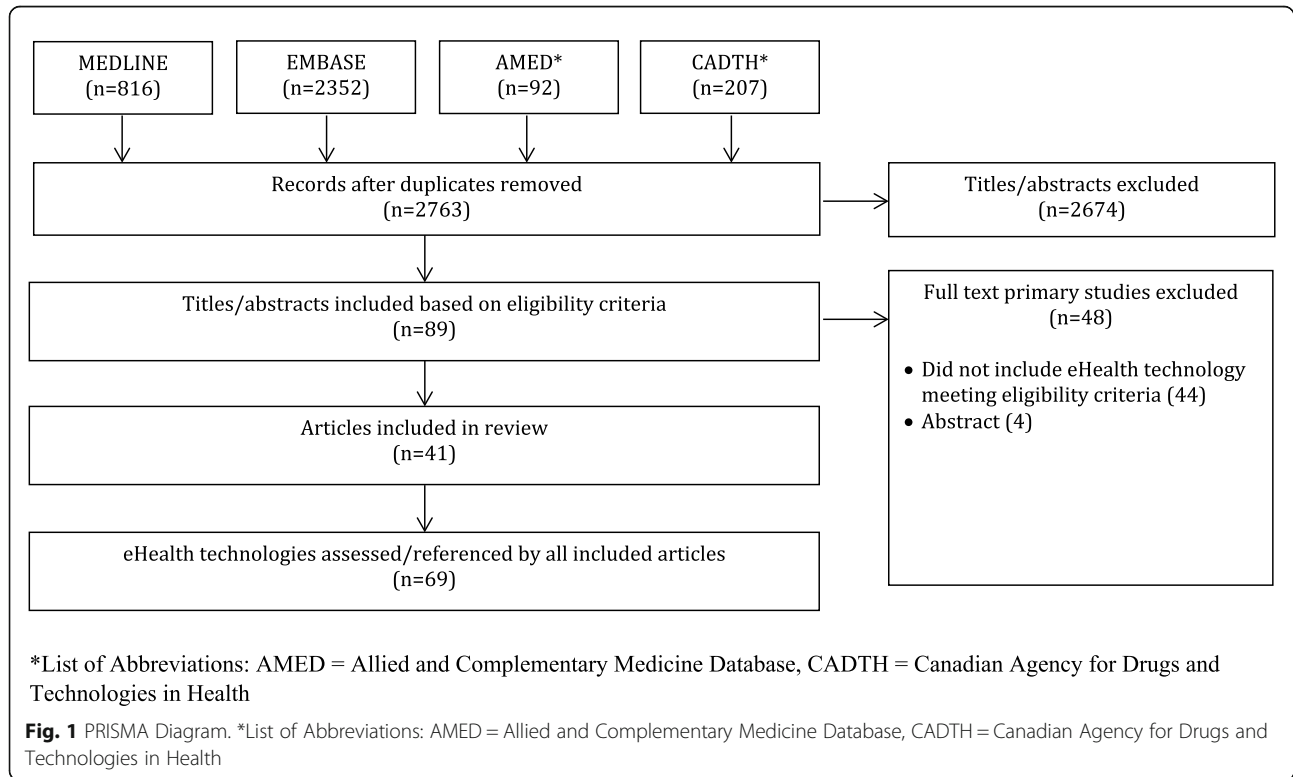 MEDLINE
(n=816)
EMBASE
(n=2352)
AMED*
(n=92)
CADTH*
(n=207)
Records after duplicates removed
(n=2763)
Titles/abstracts excluded
(n=2674)
Titles/abstracts included based on eligibility criteria
(n=89)
Full text primary studies excluded
(n=48)
• Did not include eHealth technology
meeting eligibility criteria (44)
• Abstract (4)
Articles included in review
(n=41)
eHealth technologies assessed/referenced by all included articles
(n=69)
*List of Abbreviations: AMED = Allied and Complementary Medicine Database, CADTH = Canadian Agency for Drugs and
Technologies in Health
Fig. 1 PRISMA Diagram. *List of Abbreviations: AMED = Allied and Complementary Medicine Database, CADTH = Canadian Agency for Drugs and
Technologies in Health